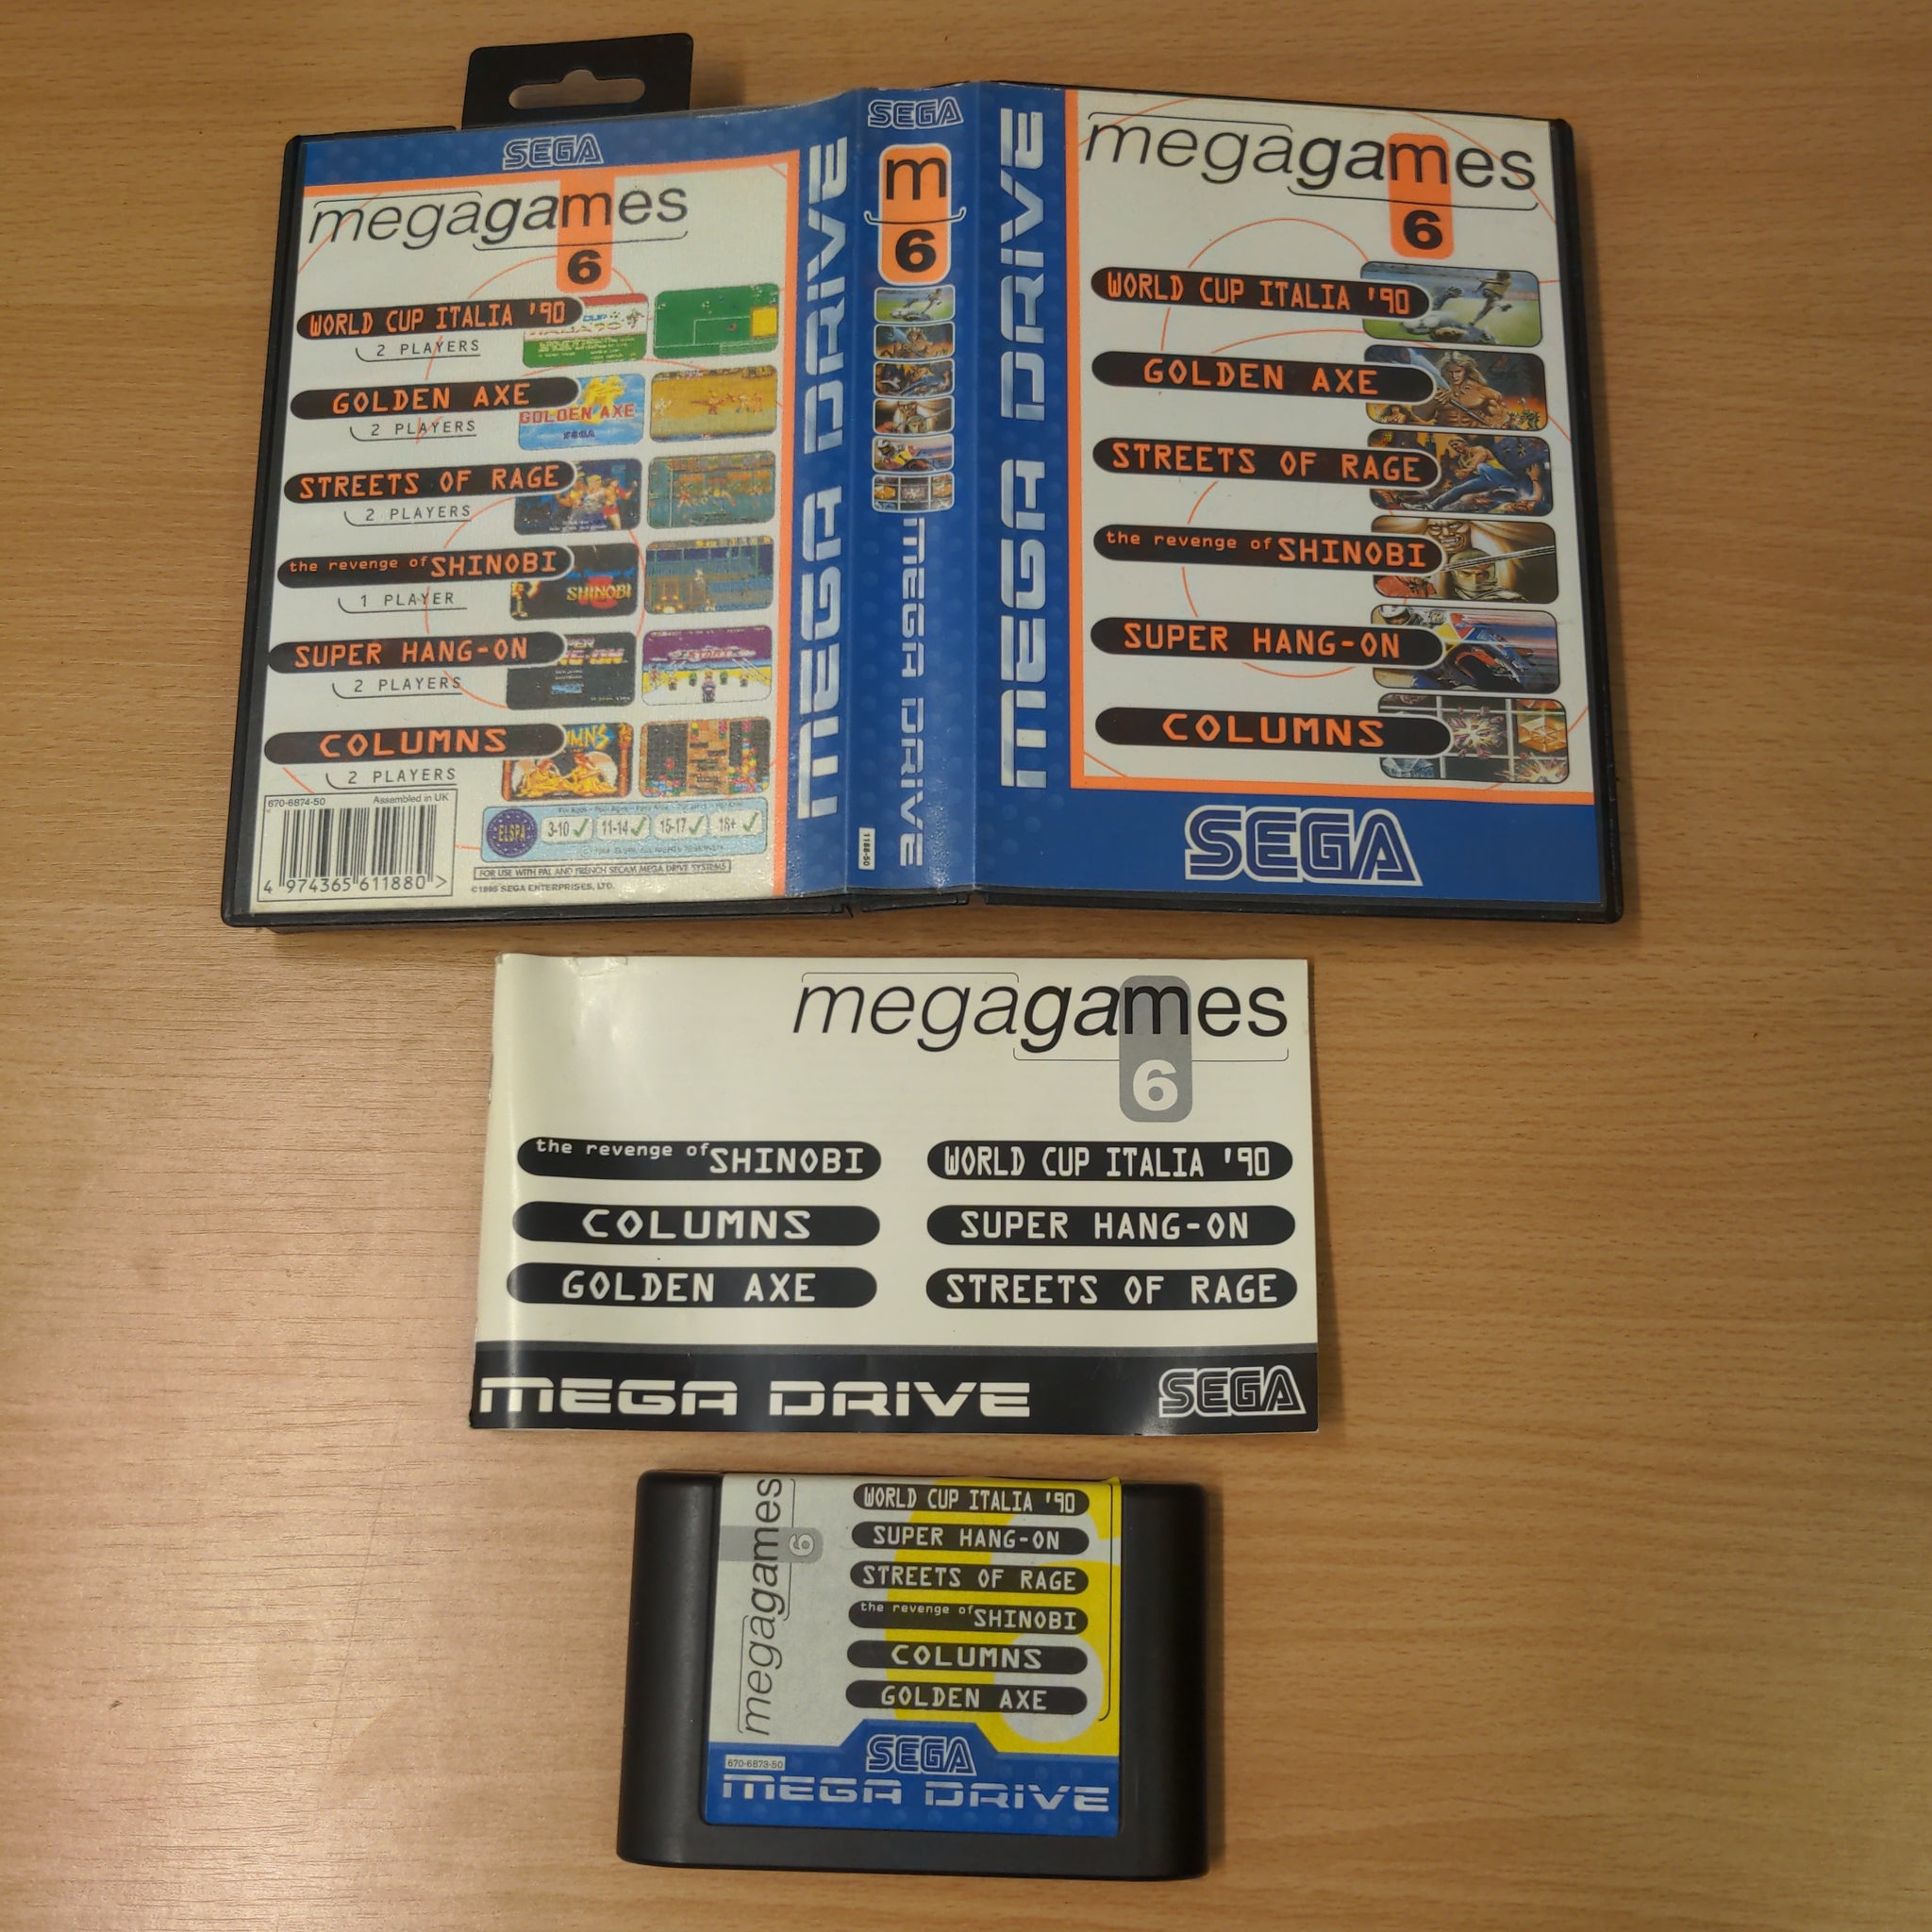 SEGA
megagames
6
WORLD CUP ITALIA '90
2 PLAYERS
GOLDEN AXE
2 PLAYERS
GOLDEN AXE
SEGA
STREETS OF RAGE
2 PLAYERS
the revenge of SHINOBI
1 PLAYER
SHINOBI
SUPER HANG-ON
2 PLAYERS
COLUMNS
2 PLAYERS
670-6874-50
Assembled in UK
4 974365 611880 >
ELSPA
3-10
11-14
15-17
18+
FOR USE WITH PAL AND FRENCH SECAM MEGA DRIVE SYSTEMS
©1995 SEGA ENTERPRISES, LTD.
MEGA DRIVE
SEGA
m
6
MEGA DRIVE
1188-50
MEGA DRIVE
megagames
6
WORLD CUP ITALIA '90
GOLDEN AXE
STREETS OF RAGE
the revenge of SHINOBI
SUPER HANG-ON
COLUMNS
SEGA
megagames
6
the revenge of SHINOBI
WORLD CUP ITALIA '90
COLUMNS
SUPER HANG-ON
GOLDEN AXE
STREETS OF RAGE
MEGA DRIVE
SEGA
megagames
6
WORLD CUP ITALIA '90
SUPER HANG-ON
STREETS OF RAGE
the revenge of SHINOBI
COLUMNS
GOLDEN AXE
SEGA
670-6873-50
MEGA DRIVE